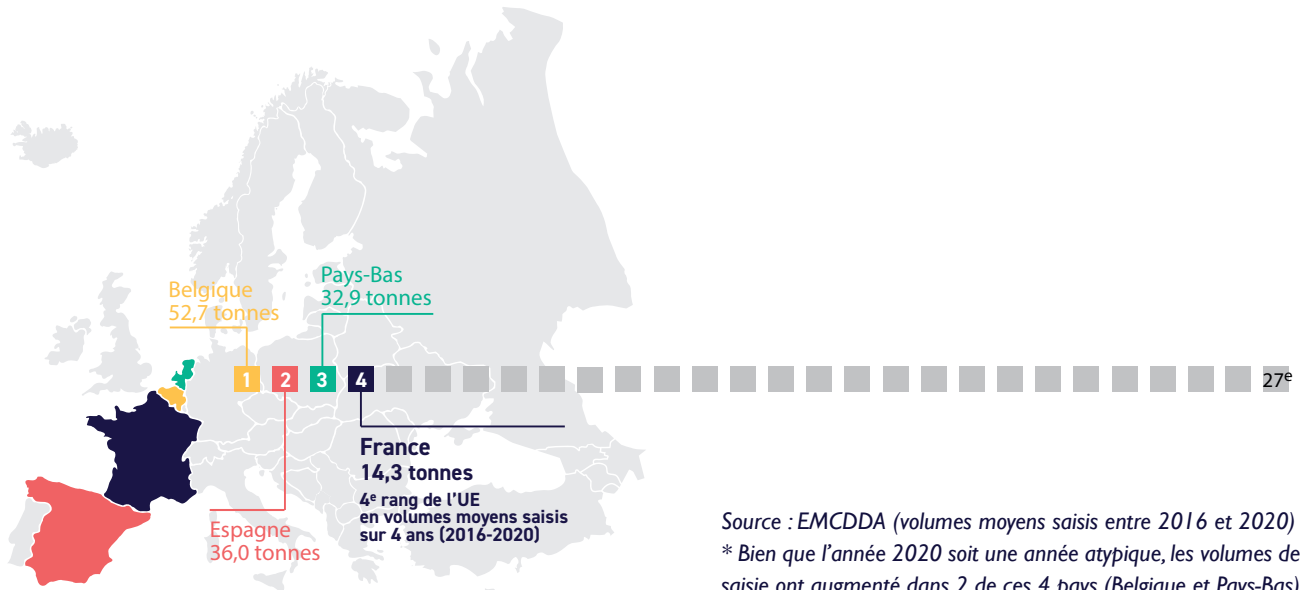 Pays-Bas
32,9 tonnes
Belgique
52,7 tonnes
1
2
3
4
27e
France
14,3 tonnes
4e rang de l'UE
en volumes moyens saisis
sur 4 ans (2016-2020)
Espagne
36,0 tonnes
Source : EMCDDA (volumes moyens saisis entre 2016 et 2020)
* Bien que l'année 2020 soit une année atypique, les volumes de
saisie ont augmenté dans 2 de ces 4 pays (Belgique et Pays-Bas)